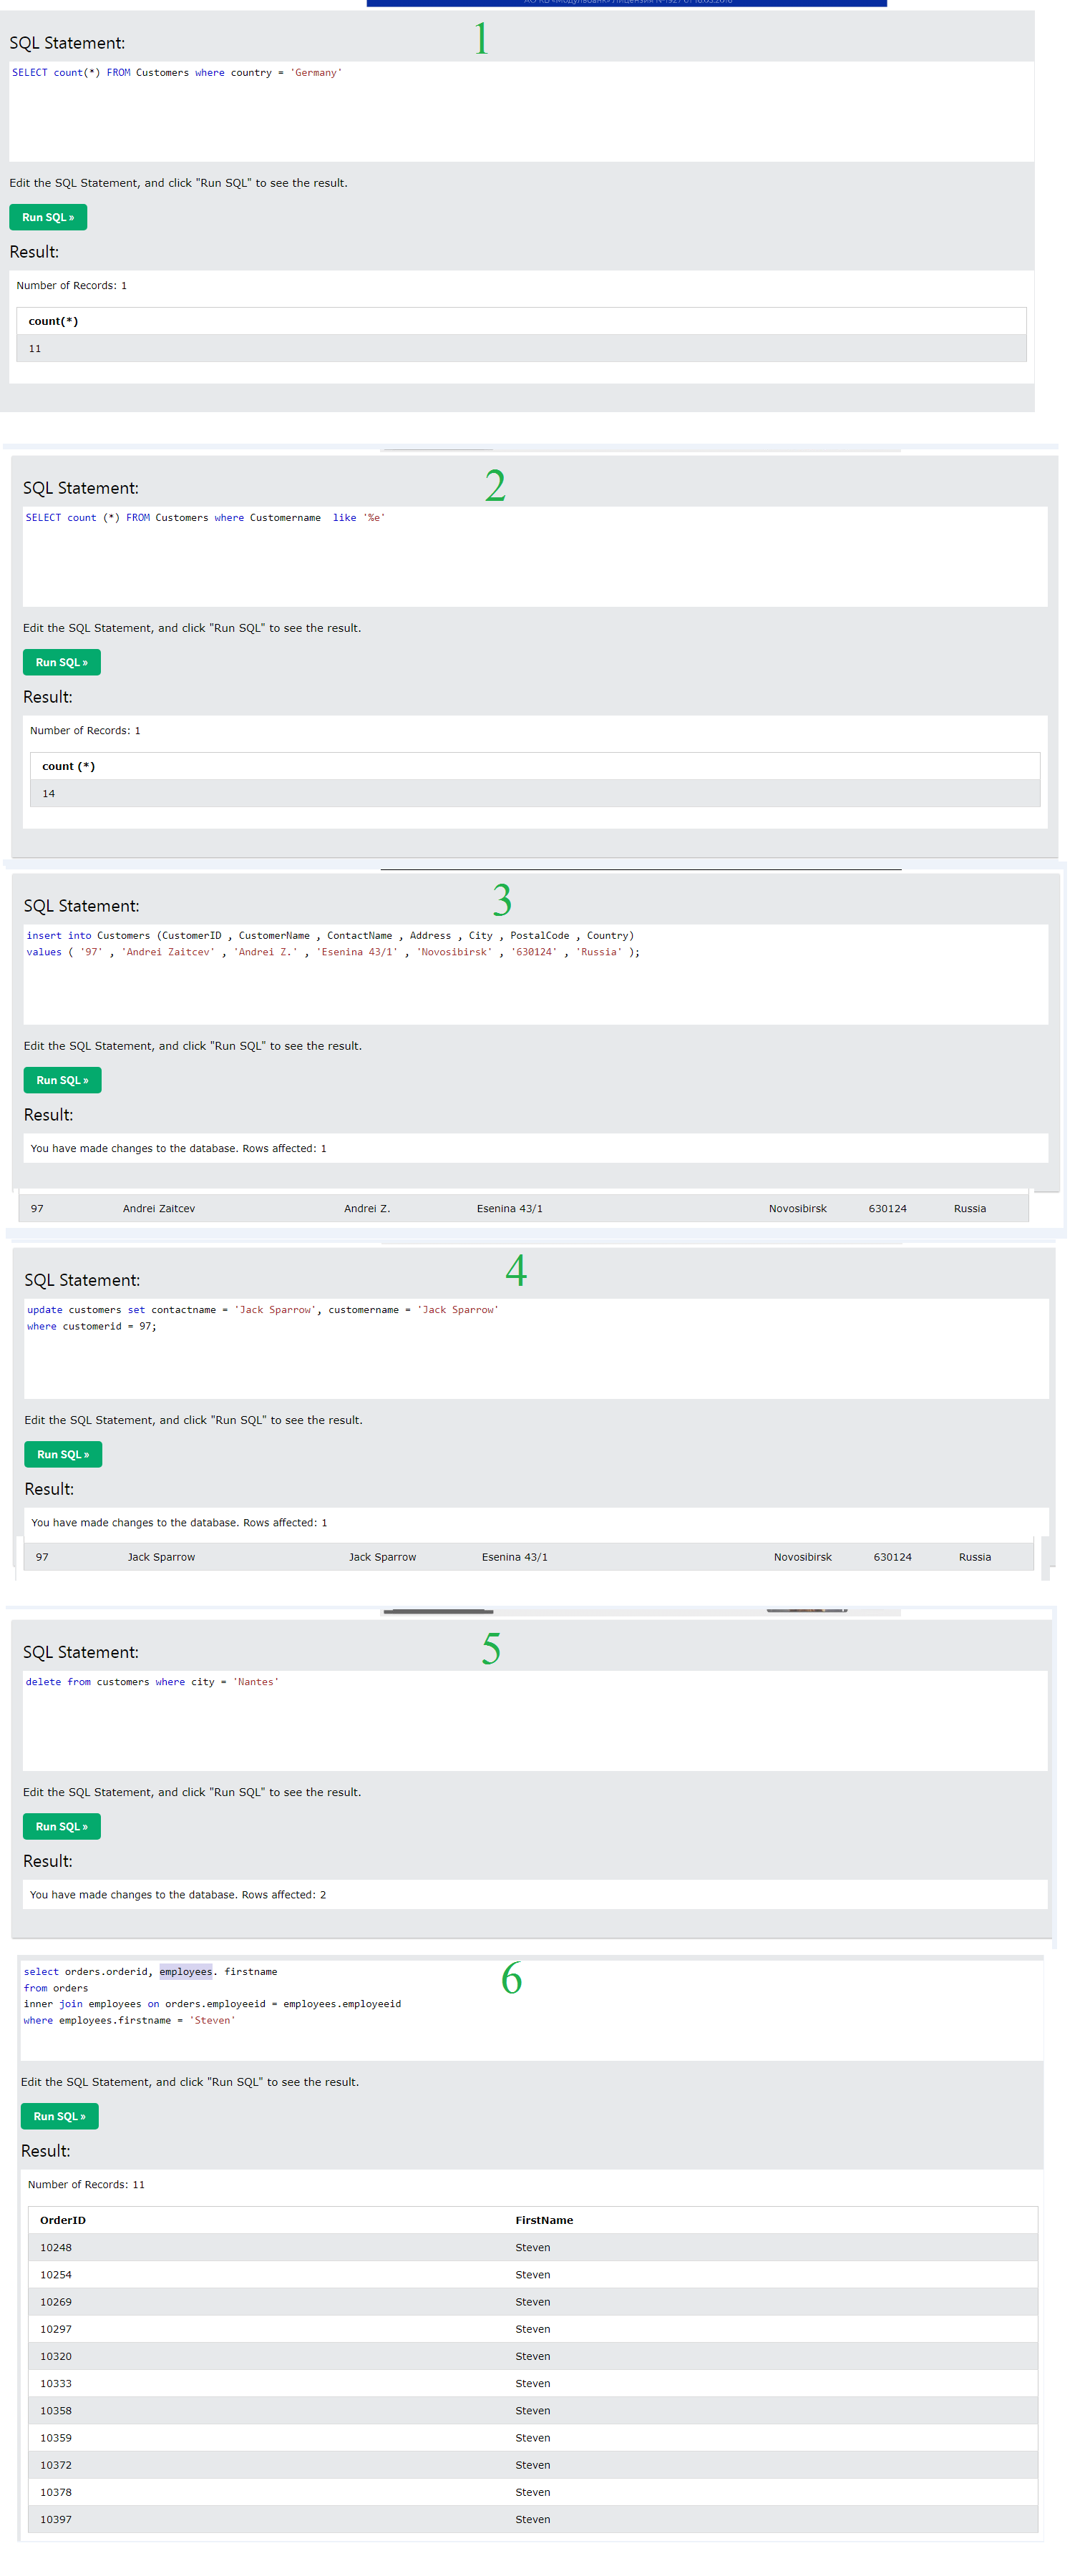 АО КБ «Модульбанк» Лицензия №1927 от 16.03.2016
1
SQL Statement:
SELECT count(*) FROM Customers where country = 'Germany'
Edit the SQL Statement, and click "Run SQL" to see the result.
Run SQL »
Result:
Number of Records: 1
count(*)
11
2
SQL Statement:
SELECT count (*) FROM Customers where Customername  like '%e'
Edit the SQL Statement, and click "Run SQL" to see the result.
Run SQL »
Result:
Number of Records: 1
count (*)
14
3
SQL Statement:
insert into Customers (CustomerID , CustomerName , ContactName , Address , City , PostalCode , Country)
values ( '97' , 'Andrei Zaitcev' , 'Andrei Z.' , 'Esenina 43/1' , 'Novosibirsk' , '630124' , 'Russia' );
Edit the SQL Statement, and click "Run SQL" to see the result.
Run SQL »
Result:
You have made changes to the database. Rows affected: 1
97 Andrei Zaitcev Andrei Z. Esenina 43/1 Novosibirsk 630124 Russia
4
SQL Statement:
update customers set contactname = 'Jack Sparrow', customername = 'Jack Sparrow'
where customerid = 97;
Edit the SQL Statement, and click "Run SQL" to see the result.
Run SQL »
Result:
You have made changes to the database. Rows affected: 1
97 Jack Sparrow Jack Sparrow Esenina 43/1 Novosibirsk 630124 Russia
5
SQL Statement:
delete from customers where city = 'Nantes'
Edit the SQL Statement, and click "Run SQL" to see the result.
Run SQL »
Result:
You have made changes to the database. Rows affected: 2
6
select orders.orderid, employees. firstname
from orders
inner join employees on orders.employeeid = employees.employeeid
where employees.firstname = 'Steven'
Edit the SQL Statement, and click "Run SQL" to see the result.
Run SQL »
Result:
Number of Records: 11
OrderID FirstName
10248 Steven
10254 Steven
10269 Steven
10297 Steven
10320 Steven
10333 Steven
10358 Steven
10359 Steven
10372 Steven
10378 Steven
10397 Steven